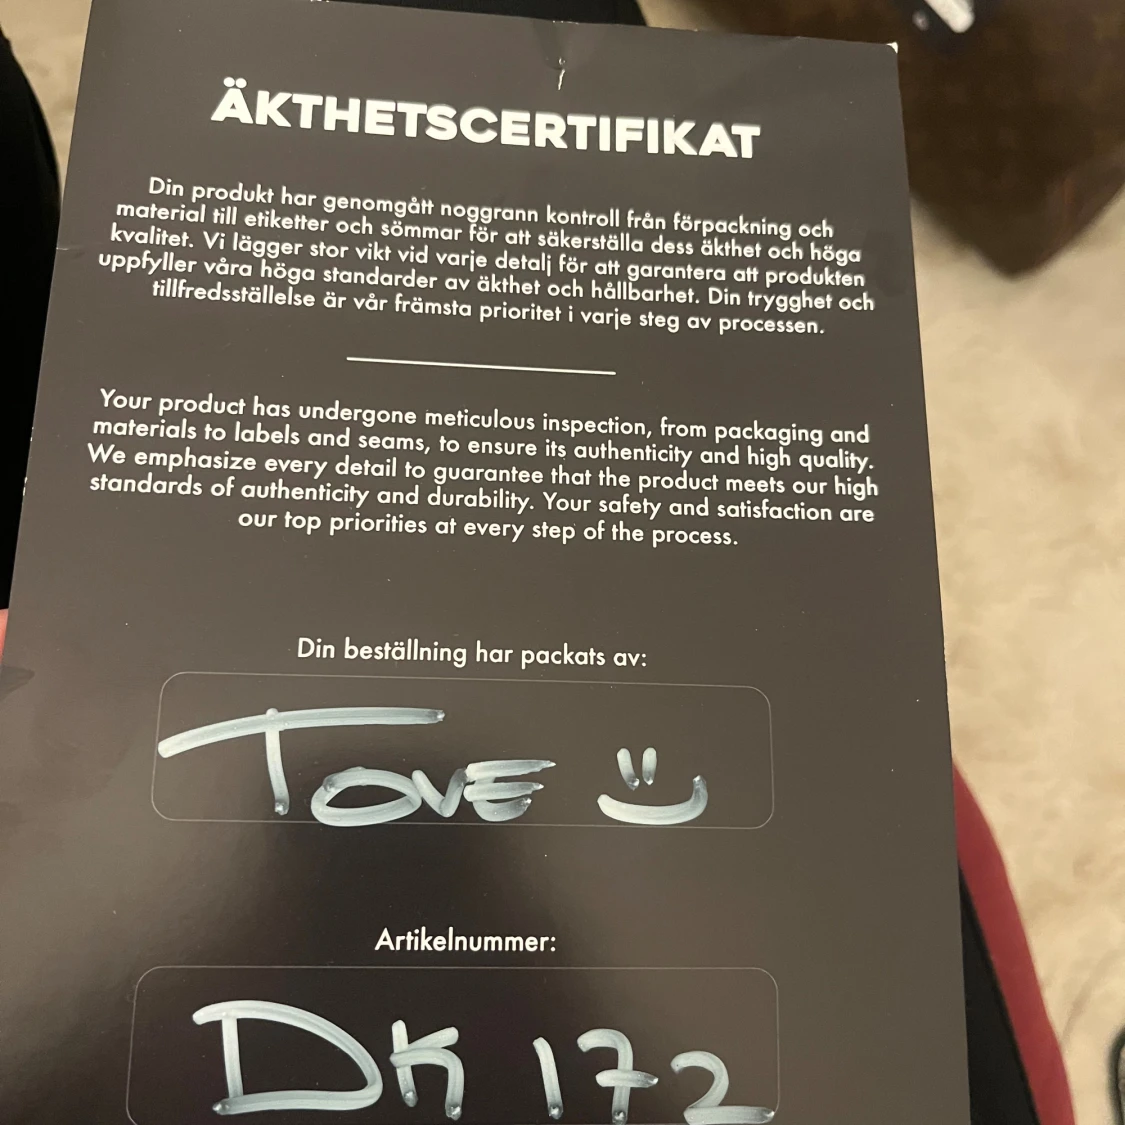 ÄKTHETSCERTIFIKAT
Din produkt har genomgått noggrann kontroll från förpackning och
material till etiketter och sömmar för att säkerställa dess äkthet och höga
kvalitet. Vi lägger stor vikt vid varje detalj för att garantera att produkten
uppfyller våra höga standarder av äkthet och hållbarhet. Din trygghet och
tillfredsställelse är vår främsta prioritet i varje steg av processen.
Your product has undergone meticulous inspection, from packaging and
materials to labels and seams, to ensure its authenticity and high quality.
We emphasize every detail to guarantee that the product meets our high
standards of authenticity and durability. Your safety and satisfaction are
our top priorities at every step of the process.
Din beställning har packats av:
TOVE
Artikelnummer:
DK 172